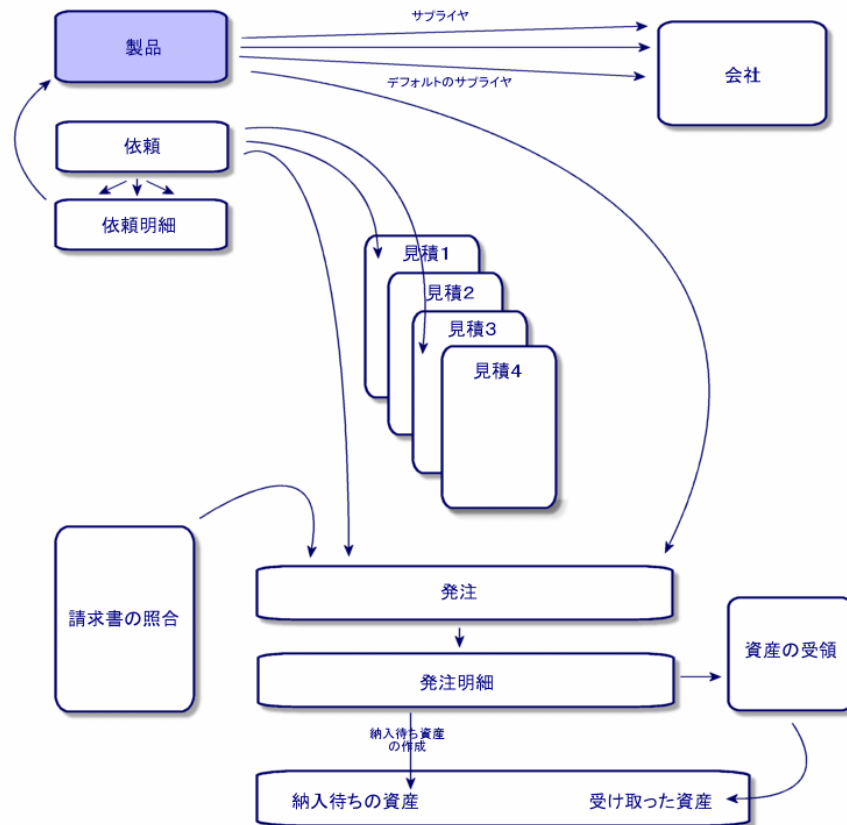 サプライヤ
製品
会社
デフォルトのサプライヤ
依頼
依頼明細
見積1
見積2
見積3
見積4
発注
請求書の照合
資産の受領
発注明細
納入待ち資産
の作成
納入待ちの資産
受け取った資産